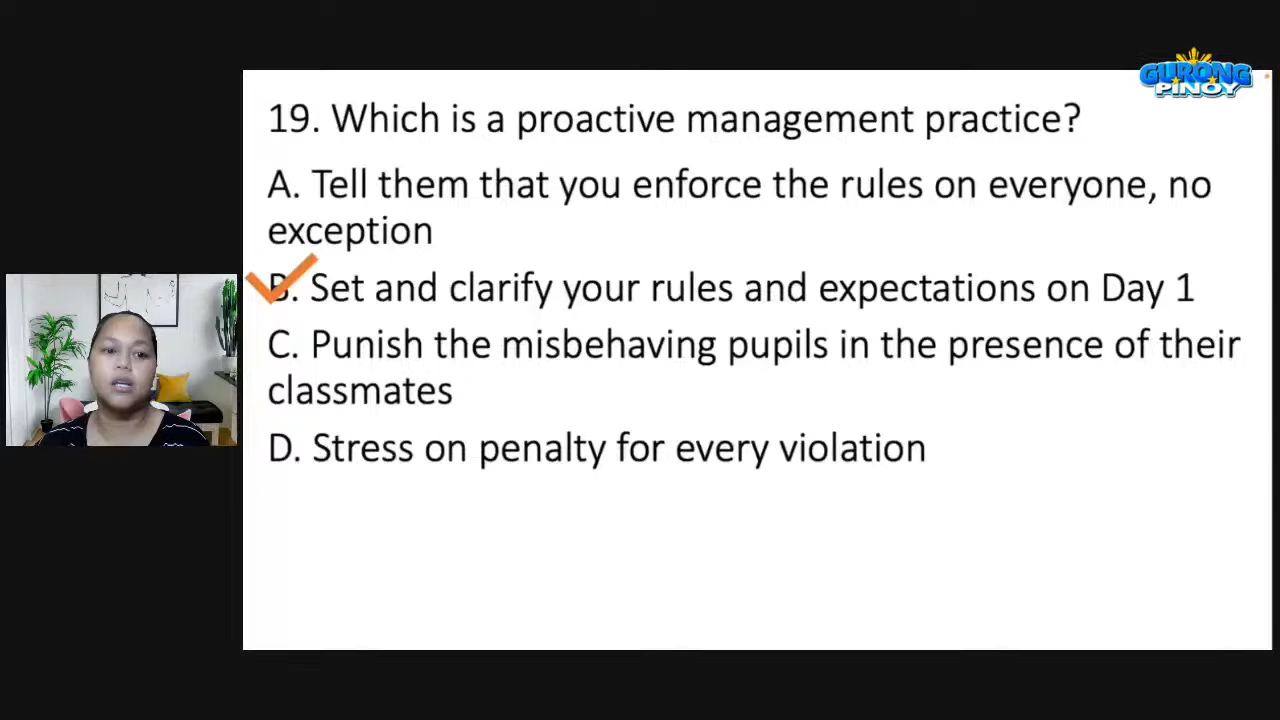 GURONG
PINOY
19. Which is a proactive management practice?
A. Tell them that you enforce the rules on everyone, no
exception
B. Set and clarify your rules and expectations on Day 1
C. Punish the misbehaving pupils in the presence of their
classmates
D. Stress on penalty for every violation